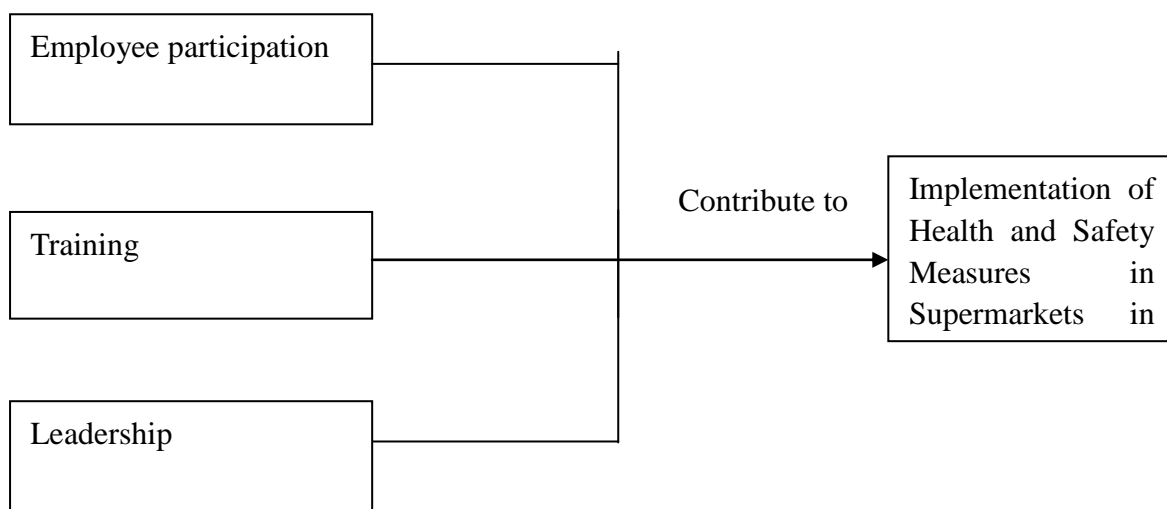 Employee participation
Training
Contribute to
Implementation of
Health and Safety
Measures in
Supermarkets in
Leadership